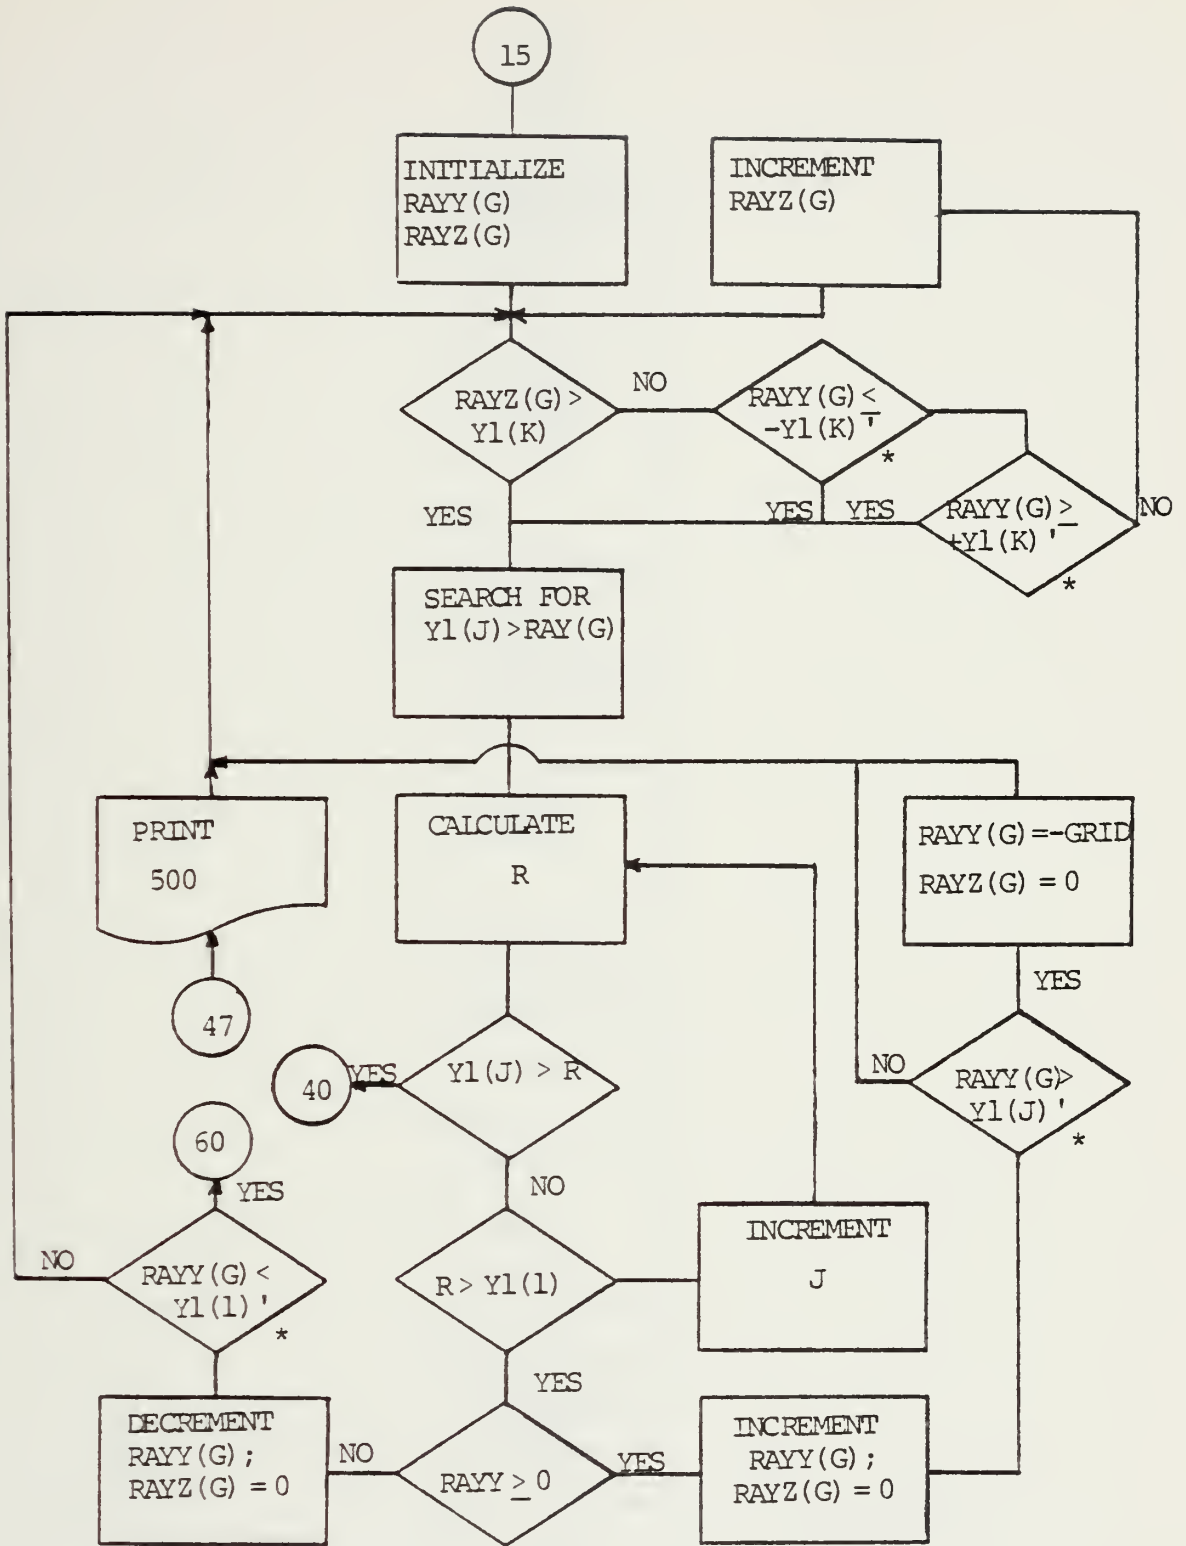 15
INITIALIZE
RAYY(G)
RAYZ(G)
INCREMENT
RAYZ(G)
RAYZ(G)>
Y1(K)
NO
RAYY(G)<
-Y1(K)'
*
YES
YES
YES
RAYY(G)>
+Y1(K)'
*
NO
SEARCH FOR
Y1(J)>RAY(G)
PRINT
500
CALCULATE
R
RAYY(G)=-GRID
RAYZ(G)=0
YES
47
40
YES
Y1(J) > R
NO
RAYY(G)>
Y1(J)'
*
60
YES
NO
NO
RAYY(G)<
Y1(1)'
*
R> Y1(1)
INCREMENT
J
YES
DECREMENT
RAYY(G);
RAYZ(G)=0
NO
RAYY ≥ 0
YES
INCREMENT
RAYY(G);
RAYZ(G)=0